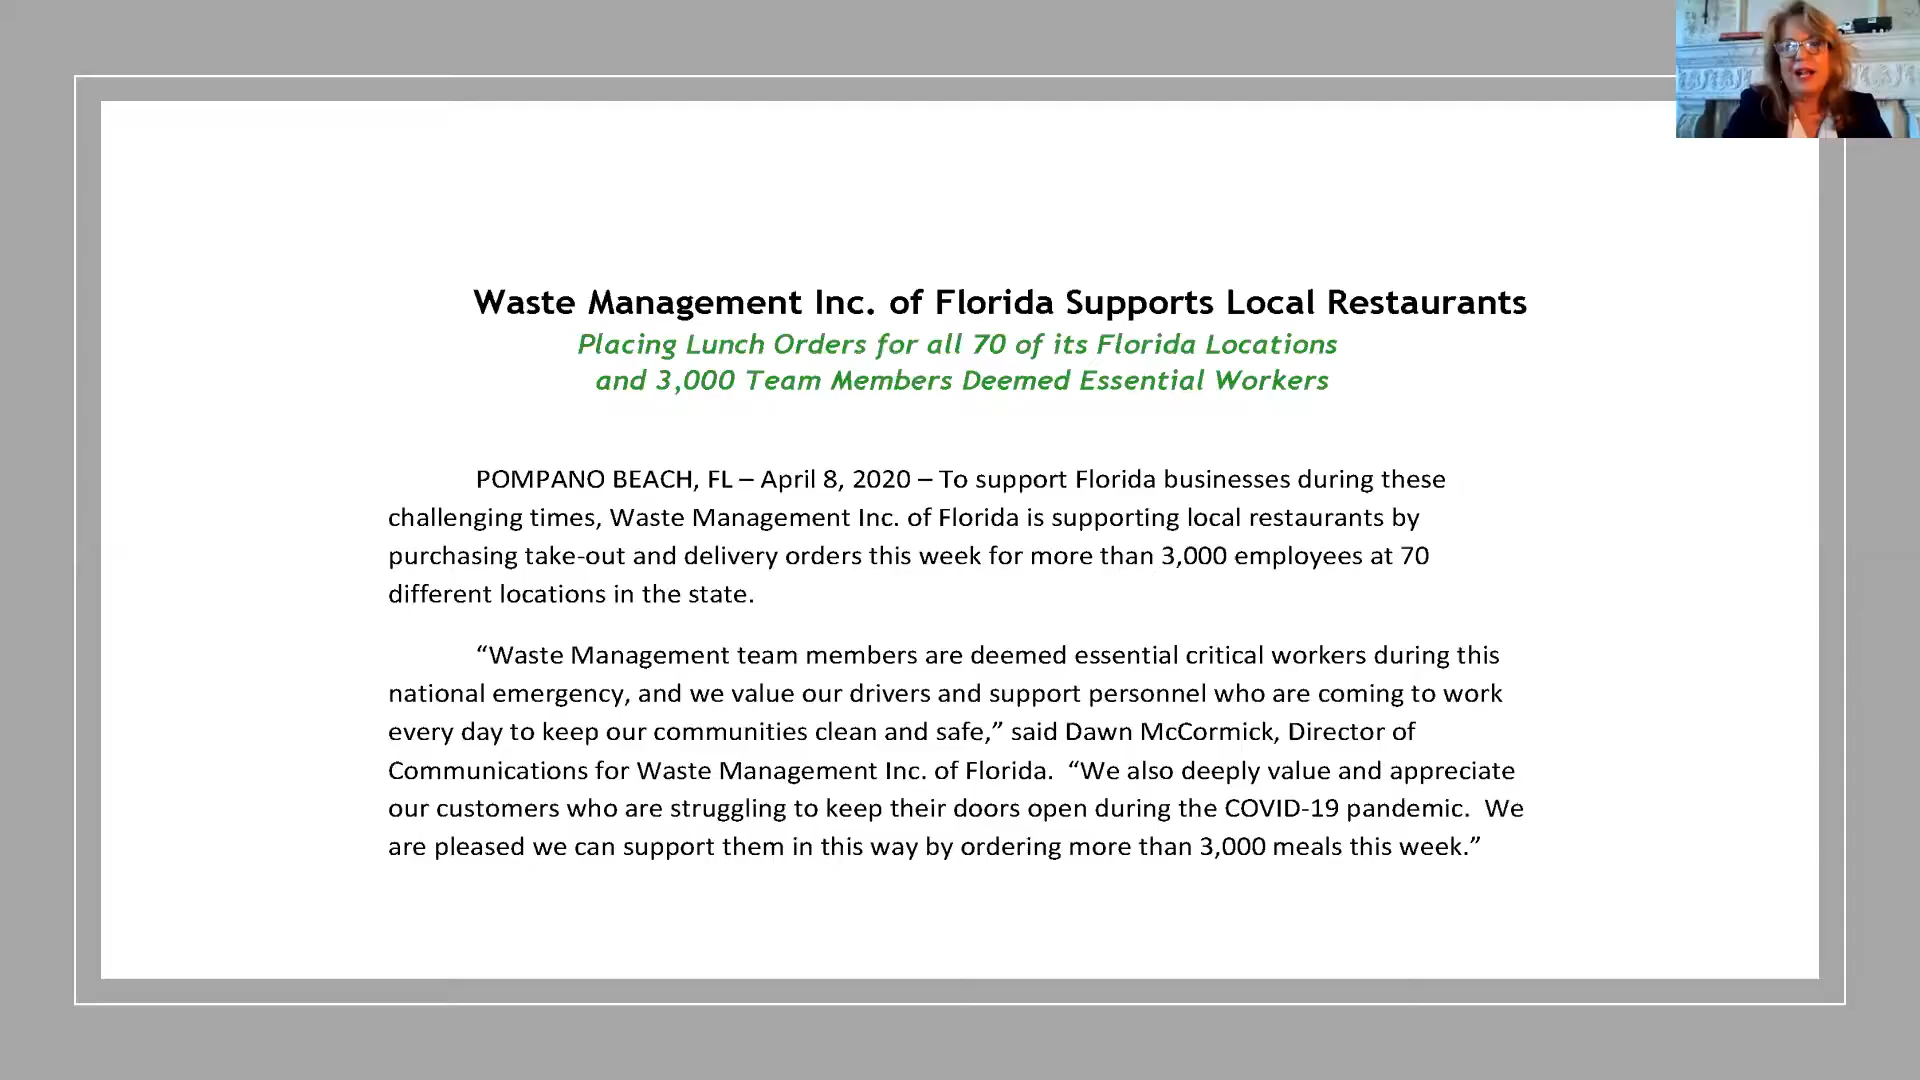 Waste Management Inc. of Florida Supports Local Restaurants
Placing Lunch Orders for all 70 of its Florida Locations
and 3,000 Team Members Deemed Essential Workers
POMPANO BEACH, FL – April 8, 2020 – To support Florida businesses during these
challenging times, Waste Management Inc. of Florida is supporting local restaurants by
purchasing take-out and delivery orders this week for more than 3,000 employees at 70
different locations in the state.
“Waste Management team members are deemed essential critical workers during this
national emergency, and we value our drivers and support personnel who are coming to work
every day to keep our communities clean and safe,” said Dawn McCormick, Director of
Communications for Waste Management Inc. of Florida.  “We also deeply value and appreciate
our customers who are struggling to keep their doors open during the COVID-19 pandemic.  We
are pleased we can support them in this way by ordering more than 3,000 meals this week.”